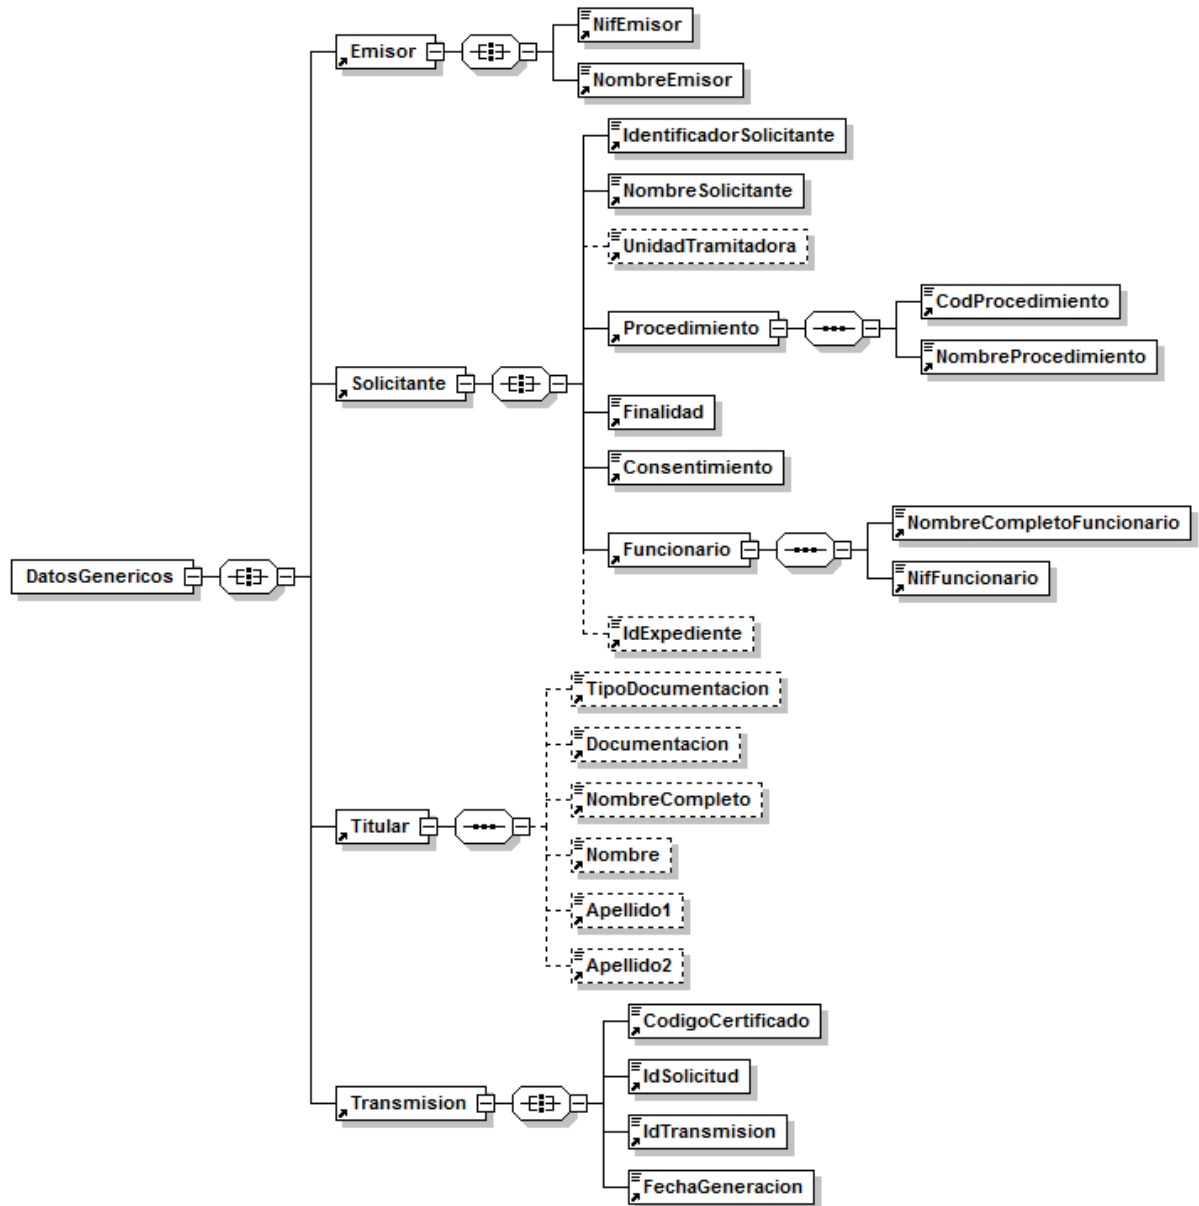 Emisor
NifEmisor
NombreEmisor
IdentificadorSolicitante
NombreSolicitante
UnidadTramitadora
Procedimiento
CodProcedimiento
NombreProcedimiento
Solicitante
Finalidad
Consentimiento
Funcionario
NombreCompletoFuncionario
NifFuncionario
DatosGenericos
IdExpediente
TipoDocumentacion
Documentacion
NombreCompleto
Titular
Nombre
Apellido1
Apellido2
CodigoCertificado
IdSolicitud
Transmision
IdTransmision
FechaGeneracion